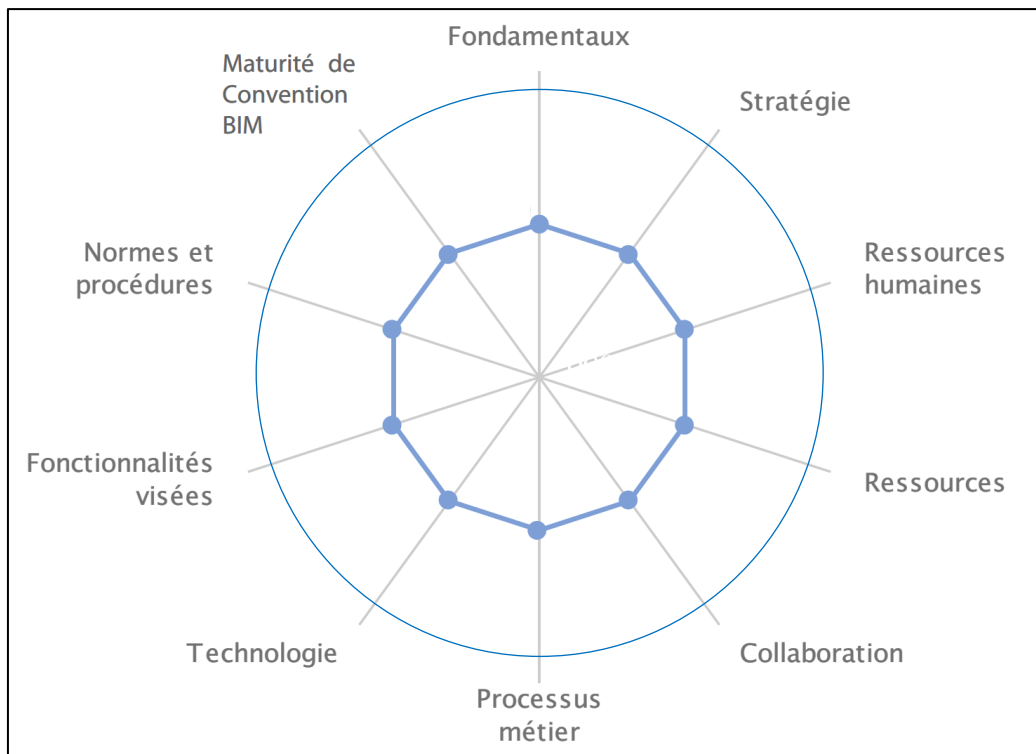 Fondamentaux
Maturité de
Convention
BIM
Stratégie
Normes et
procédures
Ressources
humaines
Fonctionnalités
visées
Ressources
Technologie
Collaboration
Processus
métier